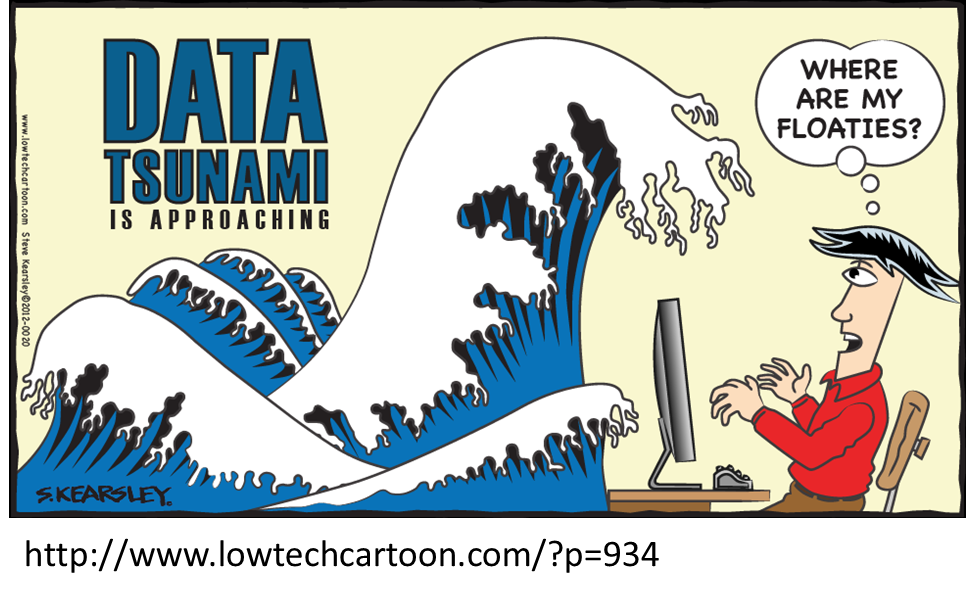 DATA
TSUNAMI
IS APPROACHING
WHERE
ARE MY
FLOATIES?
www.lowtechcartoon.com Steve Kearsley©2012-0020
S.KEARSLEY.
http://www.lowtechcartoon.com/?p=934